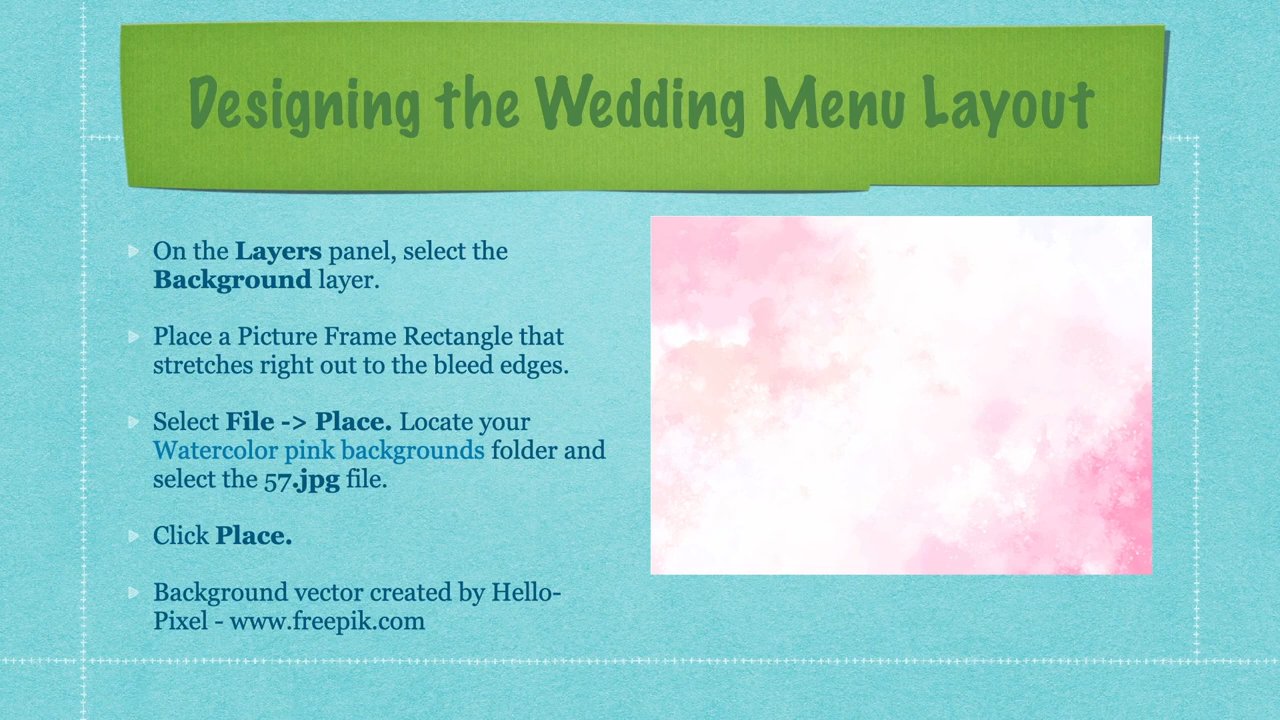 Designing the Wedding Menu Layout
On the Layers panel, select the
Background layer.
Place a Picture Frame Rectangle that
stretches right out to the bleed edges.
Select File -> Place. Locate your
Watercolor pink backgrounds folder and
select the 57.jpg file.
Click Place.
Background vector created by Hello-
Pixel - www.freepik.com